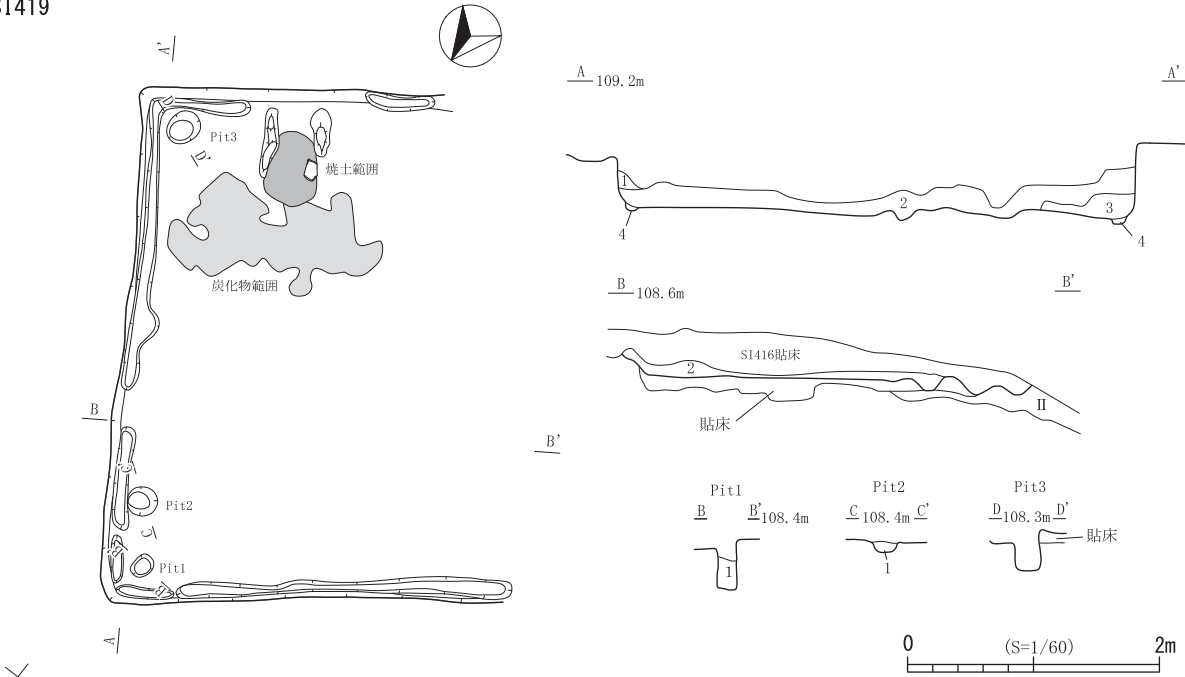 SI419
A'
A 109.2m A'
D
Pit3
D'
焼土範囲
1
2
3
4
4
炭化物範囲
B 108.6m B'
SI416貼床
2
Ⅱ
貼床
B
B'
C'
Pit2
C
Pit1
B'
B
A
Pit1
B B' 108.4m
1
Pit2
C 108.4m C'
1
Pit3
D 108.3m D'
貼床
0 (S=1/60) 2m